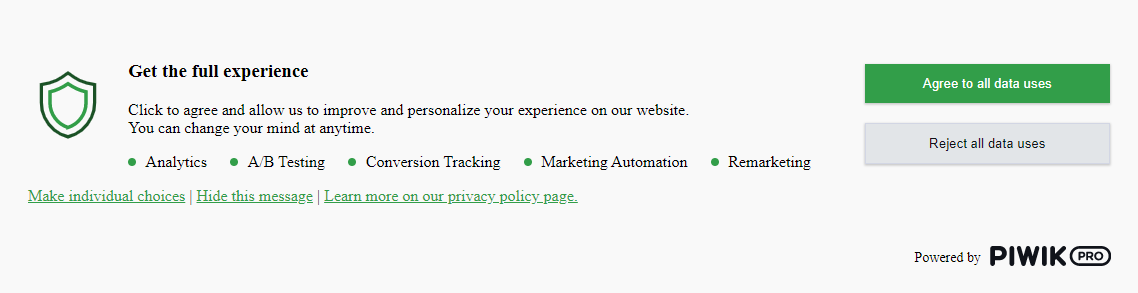 Get the full experience
Click to agree and allow us to improve and personalize your experience on our website.
You can change your mind at anytime.
Analytics A/B Testing Conversion Tracking Marketing Automation Remarketing
Make individual choices | Hide this message | Learn more on our privacy policy page.
Agree to all data uses
Reject all data uses
Powered by PIWIK PRO